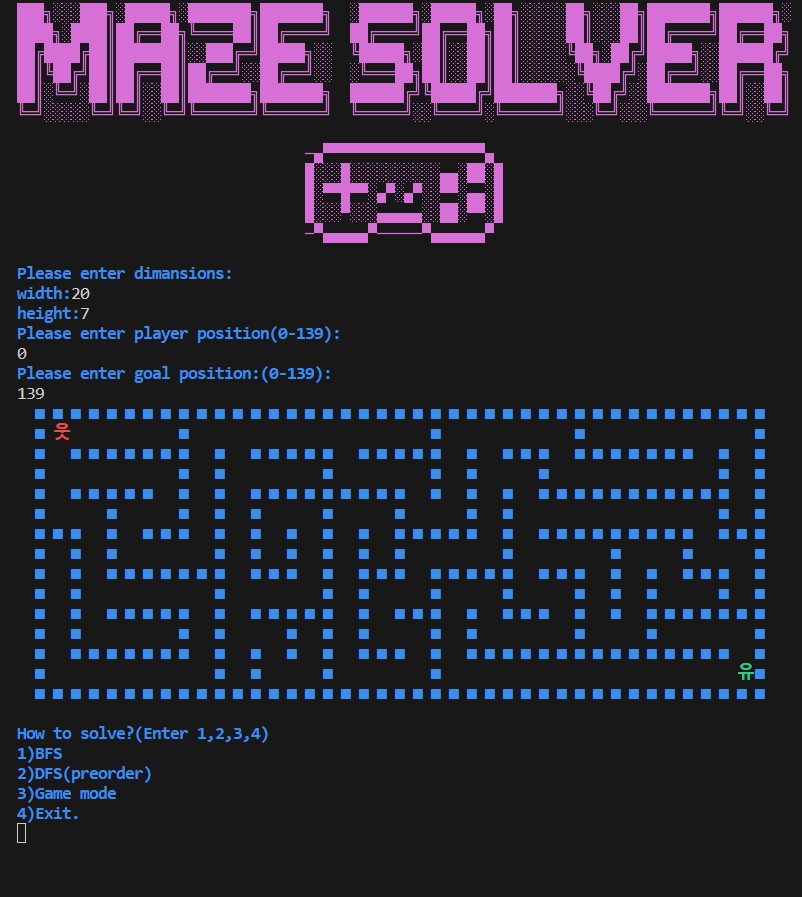 MAZE SOLVER
Please enter dimansions:
width:20
height:7
Please enter player position(0-139):
0
Please enter goal position:(0-139):
139
웃
유
How to solve?(Enter 1,2,3,4)
1)BFS
2)DFS(preorder)
3)Game mode
4)Exit.